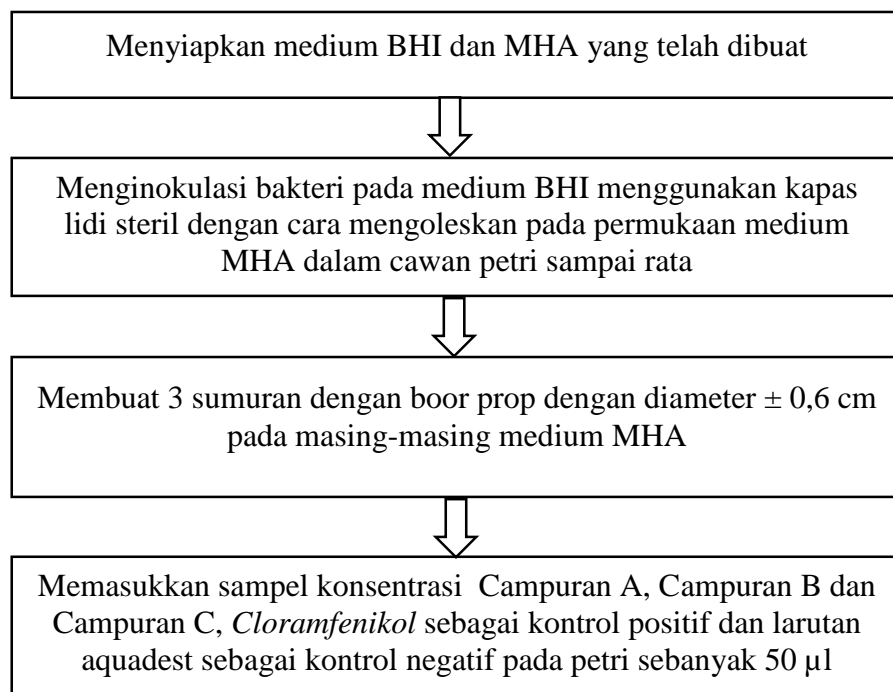 Menyiapkan medium BHI dan MHA yang telah dibuat
Menginokulasi bakteri pada medium BHI menggunakan kapas
lidi steril dengan cara mengoleskan pada permukaan medium
MHA dalam cawan petri sampai rata
Membuat 3 sumuran dengan boor prop dengan diameter ± 0,6 cm
pada masing-masing medium MHA
Memasukkan sampel konsentrasi Campuran A, Campuran B dan
Campuran C, Cloramfenikol sebagai kontrol positif dan larutan
aquadest sebagai kontrol negatif pada petri sebanyak 50 µl